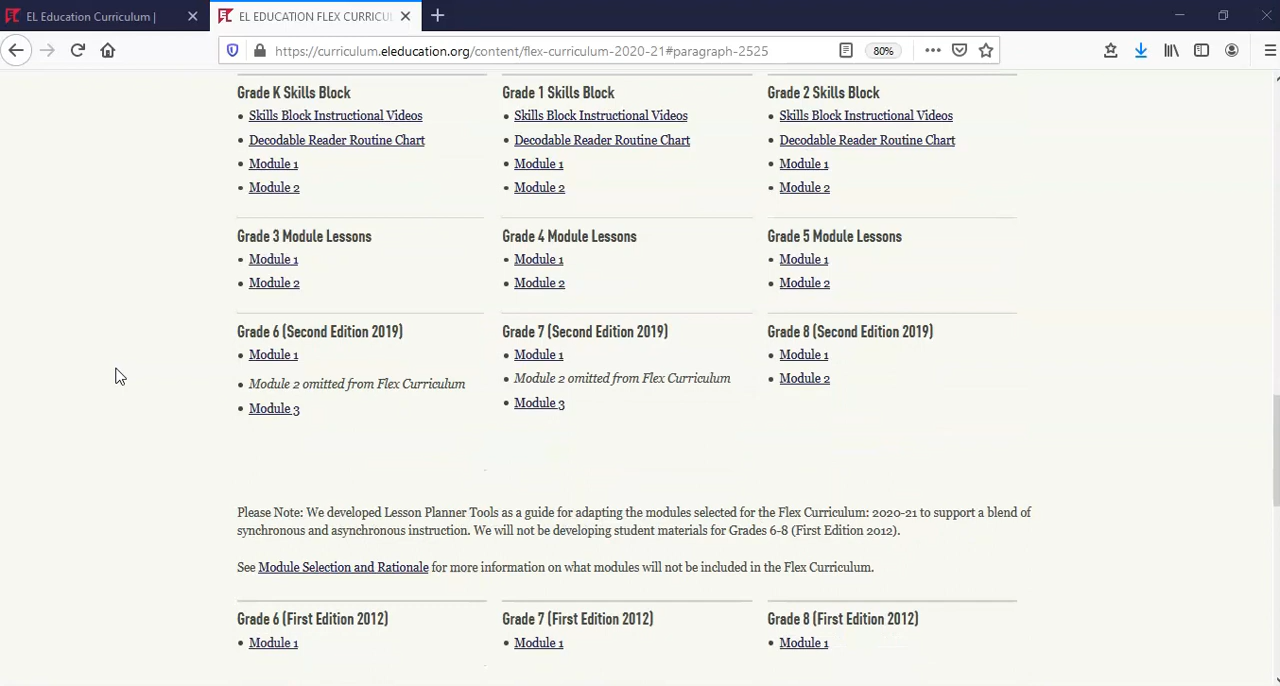 EL Education Curriculum |
EL EDUCATION FLEX CURRICU
https://curriculum.eleducation.org/content/flex-curriculum-2020-21#paragraph-2525
80%
Grade K Skills Block
• Skills Block Instructional Videos
• Decodable Reader Routine Chart
• Module 1
• Module 2
Grade 1 Skills Block
• Skills Block Instructional Videos
• Decodable Reader Routine Chart
• Module 1
• Module 2
Grade 2 Skills Block
• Skills Block Instructional Videos
• Decodable Reader Routine Chart
• Module 1
• Module 2
Grade 3 Module Lessons
• Module 1
• Module 2
Grade 4 Module Lessons
• Module 1
• Module 2
Grade 5 Module Lessons
• Module 1
• Module 2
Grade 6 (Second Edition 2019)
• Module 1
• Module 2 omitted from Flex Curriculum
• Module 3
Grade 7 (Second Edition 2019)
• Module 1
• Module 2 omitted from Flex Curriculum
• Module 3
Grade 8 (Second Edition 2019)
• Module 1
• Module 2
Please Note: We developed Lesson Planner Tools as a guide for adapting the modules selected for the Flex Curriculum: 2020-21 to support a blend of
synchronous and asynchronous instruction. We will not be developing student materials for Grades 6-8 (First Edition 2012).
See Module Selection and Rationale for more information on what modules will not be included in the Flex Curriculum.
Grade 6 (First Edition 2012)
• Module 1
Grade 7 (First Edition 2012)
• Module 1
Grade 8 (First Edition 2012)
• Module 1